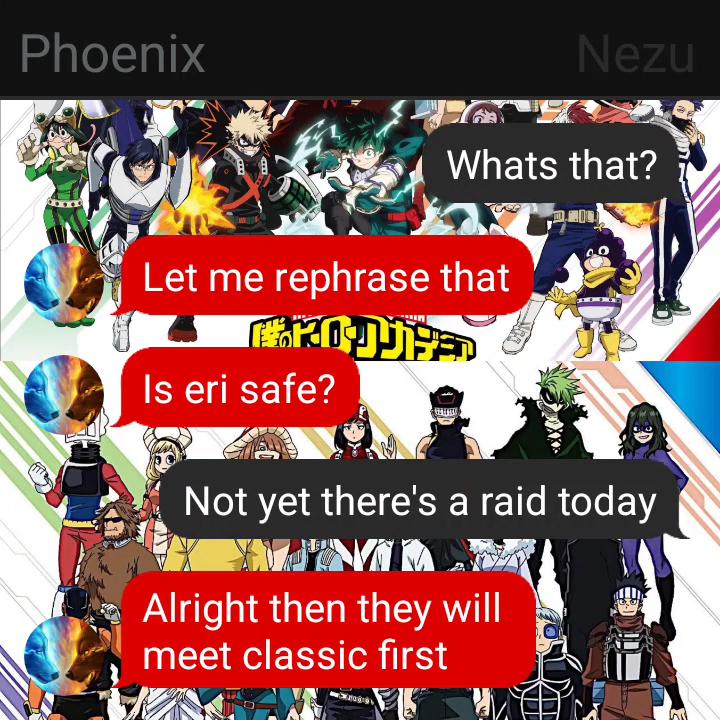 Phoenix Nezu
Whats that?
Let me rephrase that
Is eri safe?
Not yet there's a raid today
Alright then they will
meet classic first